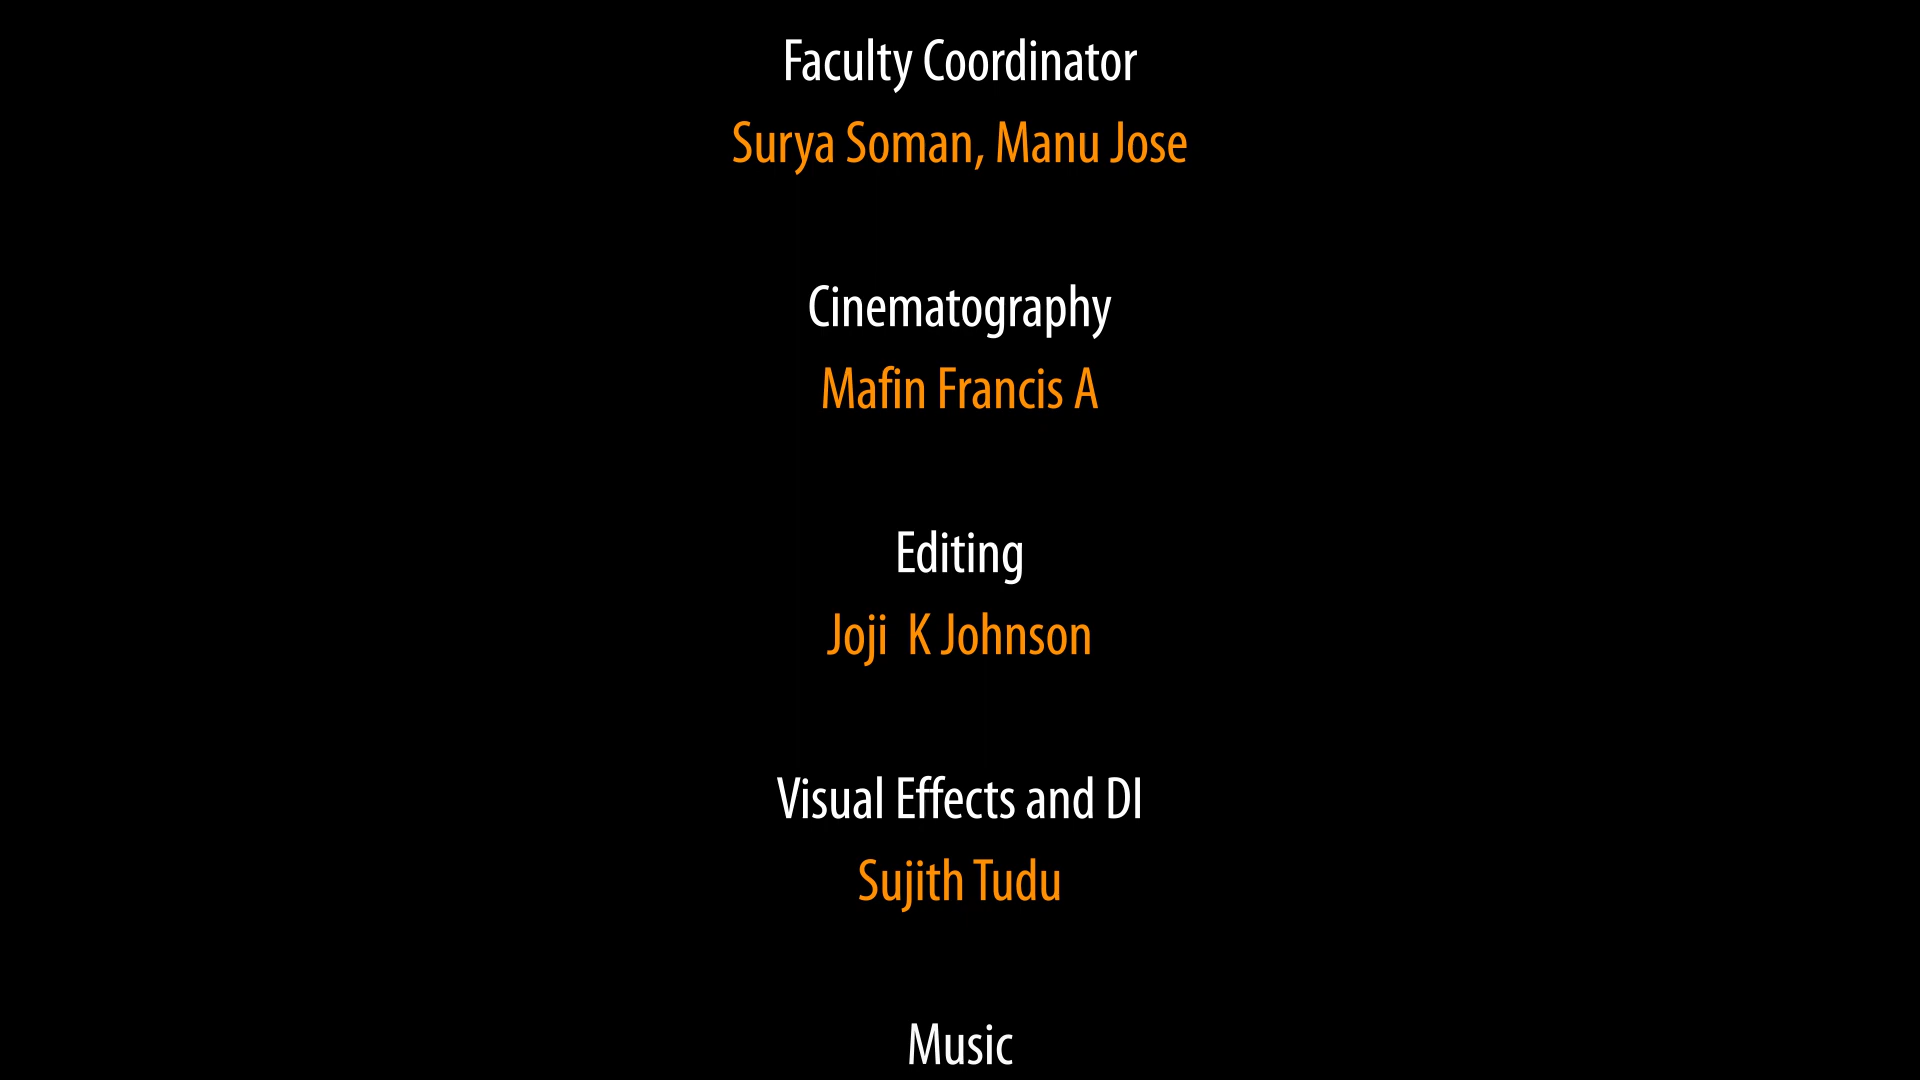 Faculty Coordinator
Surya Soman, Manu Jose
Cinematography
Mafin Francis A
Editing
Joji  K Johnson
Visual Effects and DI
Sujith Tudu
Music